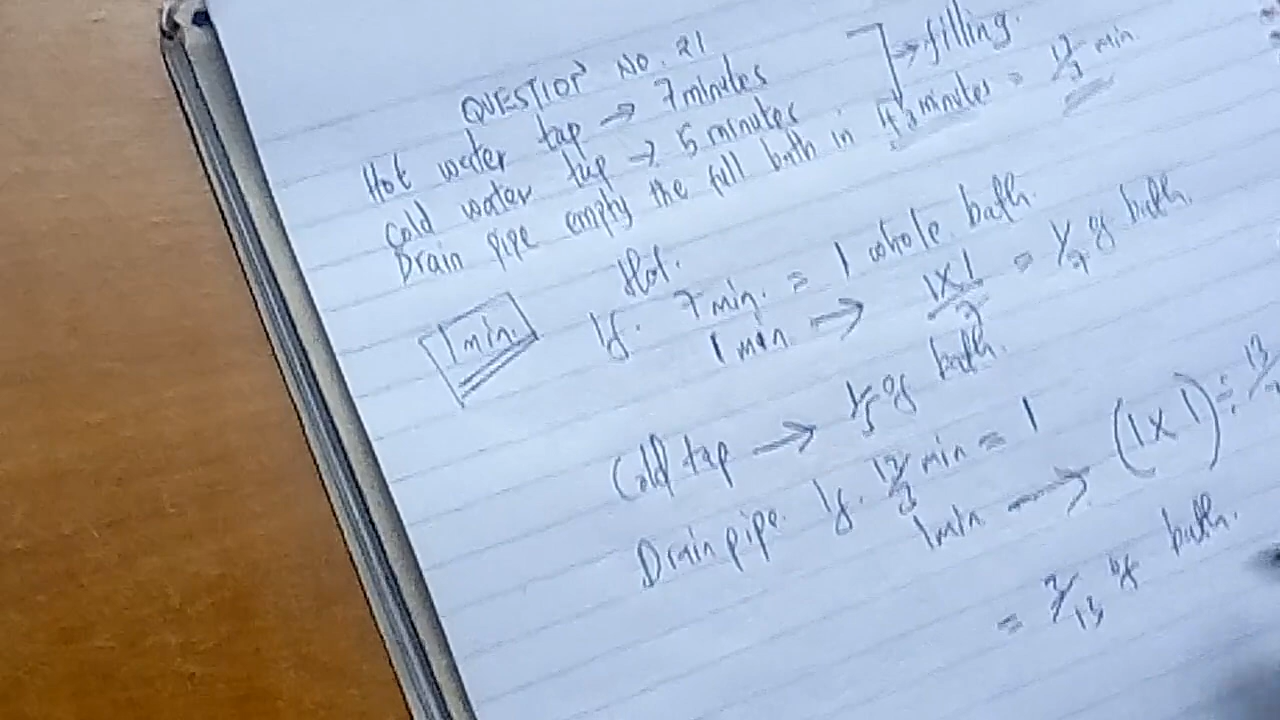 QUESTION NO. 21
Hot water tap → 7 minutes
Cold water tap → 5 minutes
] → filling.
Drain pipe empty the full bath in 4⅓ minutes = 13/3 min
1 min.
Hot.
If. 7 min. = 1 whole bath.
1 min → 1X1/7 = 1/7 of bath.
Cold tap → 1/5 of bath.
Drain pipe. If. 13/3 min = 1
1 min → (1 x 1) ÷ 13/
= 3/13 of bath.